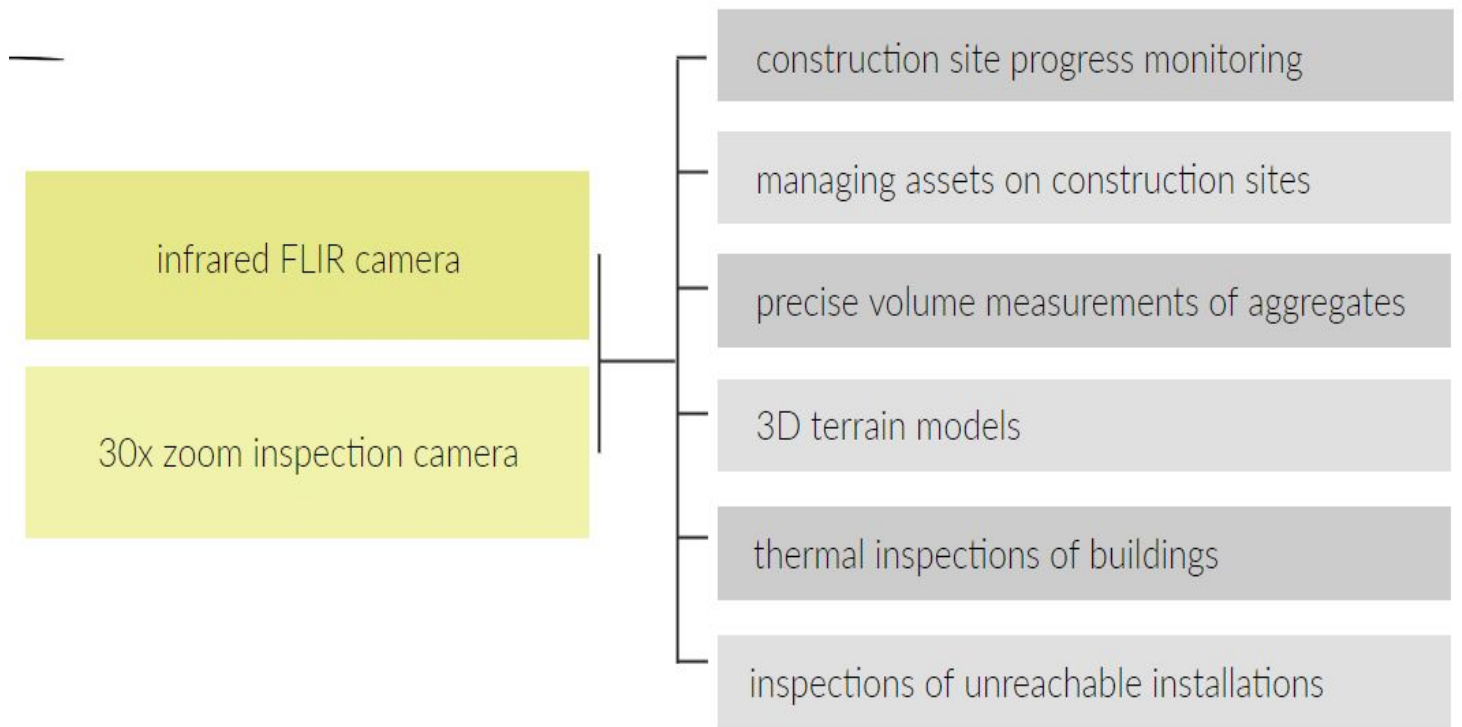 infrared FLIR camera
30x zoom inspection camera
construction site progress monitoring
managing assets on construction sites
precise volume measurements of aggregates
3D terrain models
thermal inspections of buildings
inspections of unreachable installations